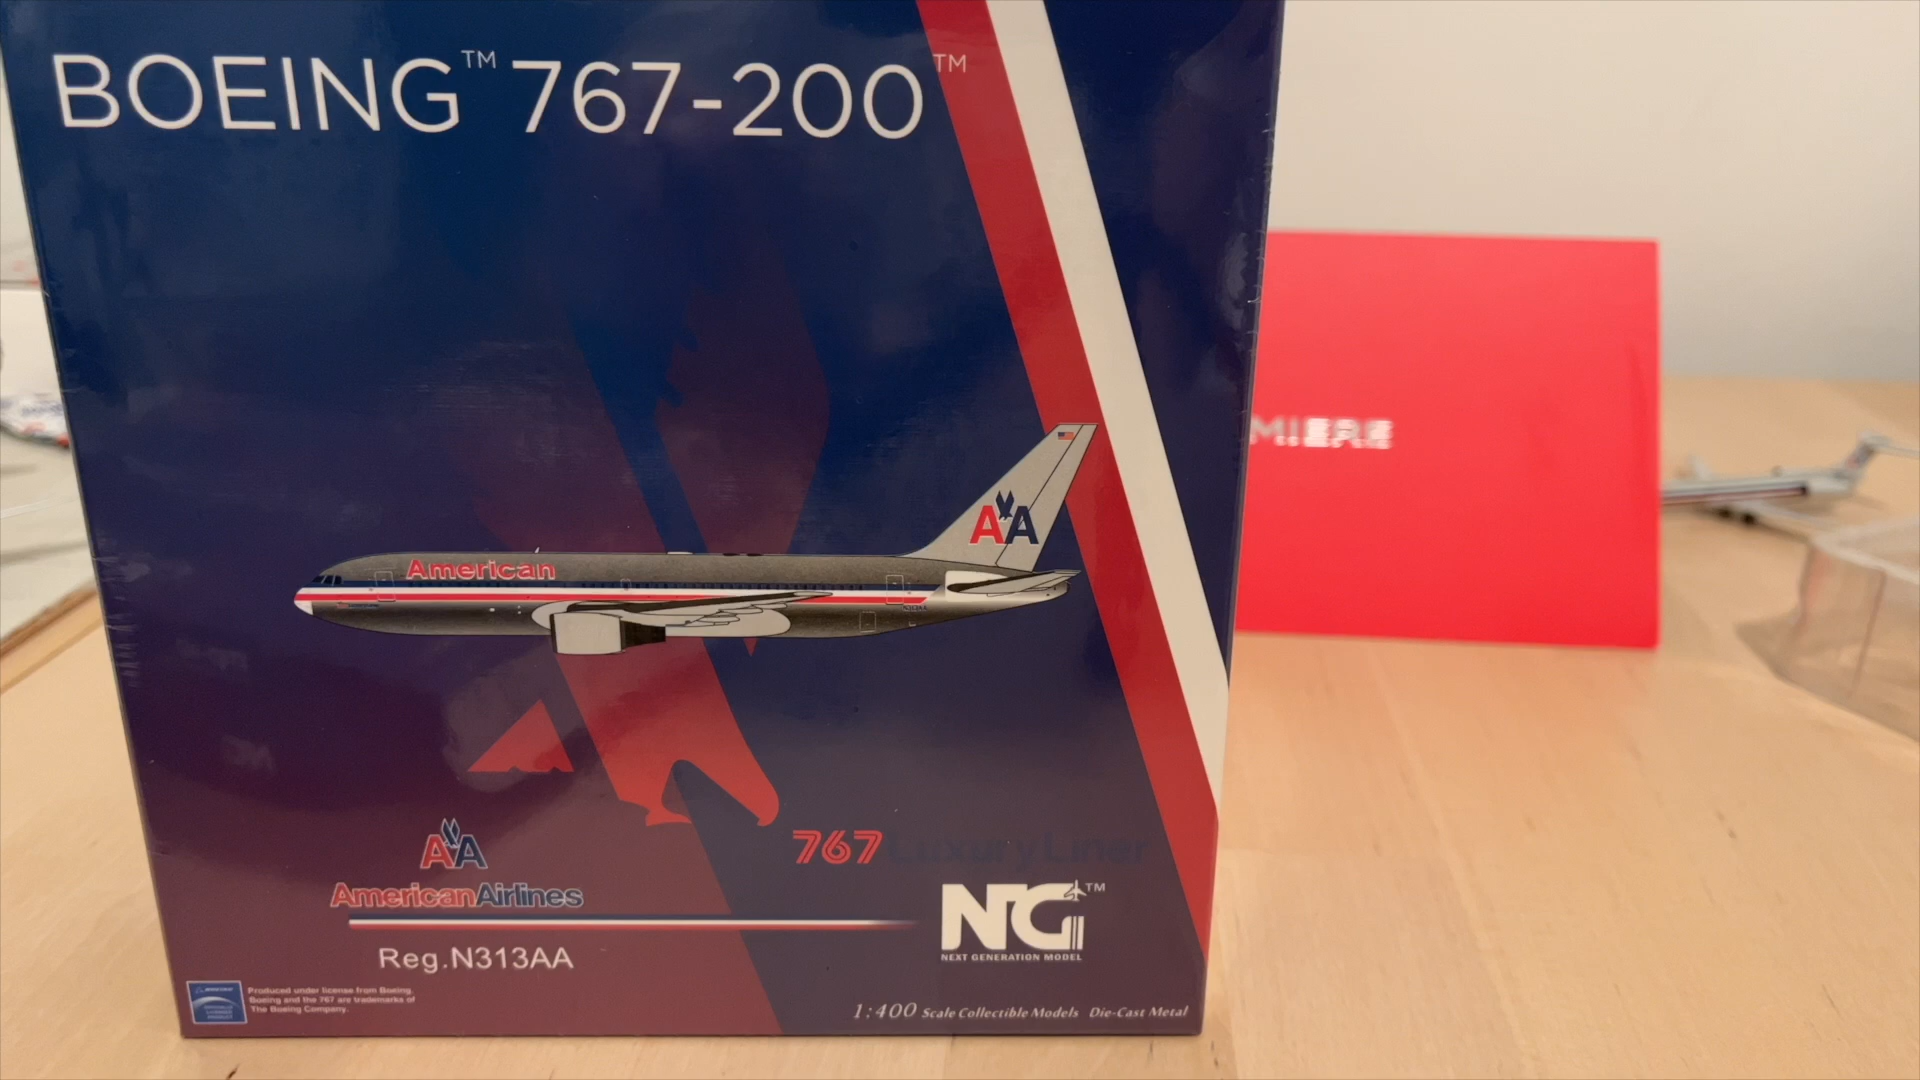 BOEING™ 767-200™
American
AA
AA
AmericanAirlines
767 Luxury Liner
NG™
NEXT GENERATION MODEL
Reg.N313AA
Produced under license from Boeing.
Boeing and the 767 are trademarks of
The Boeing Company.
1:400 Scale Collectible Models Die-Cast Metal